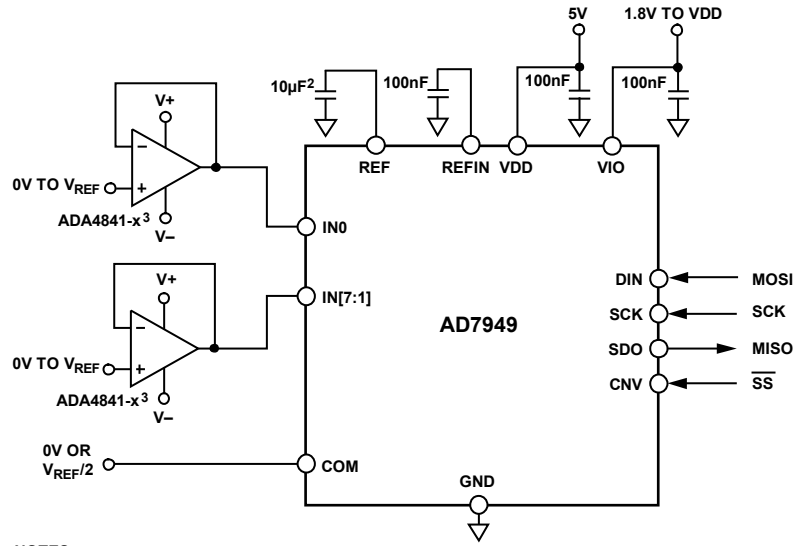 5V
1.8V TO VDD
10µF²
100nF
100nF
100nF
V+
REF
REFIN
VDD
VIO
−
+
0V TO VREF
ADA4841-x³
V−
IN0
V+
IN[7:1]
−
+
0V TO VREF
ADA4841-x³
V−
AD7949
DIN
MOSI
SCK
SCK
SDO
MISO
CNV
SS
0V OR
VREF/2
COM
GND